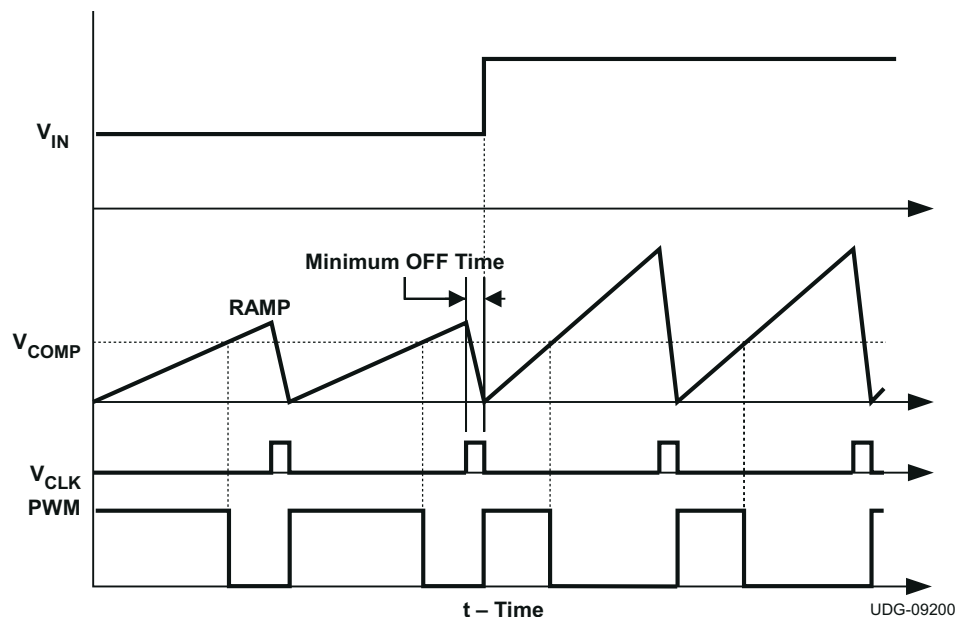 V_IN
Minimum OFF Time
RAMP
V_COMP
V_CLK
PWM
t – Time
UDG-09200